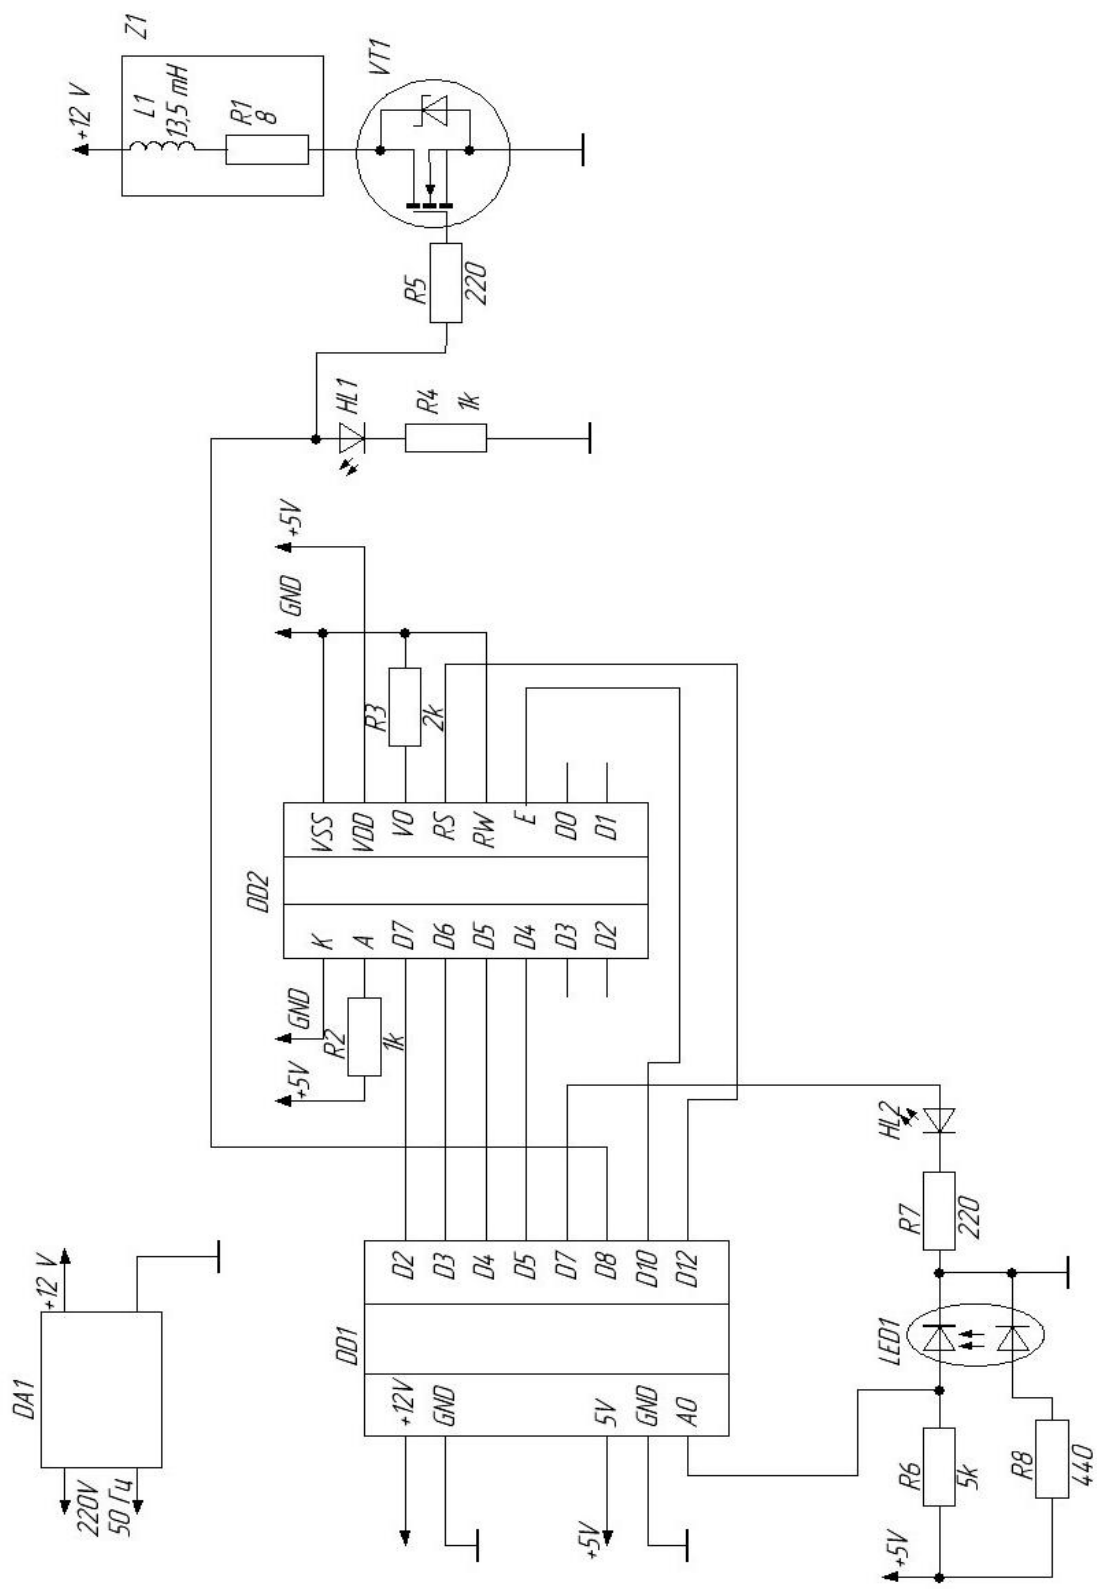 DA1
220V
50 Гц
+12 V
DD1
+12V
GND
5V
GND
A0
D2
D3
D4
D5
D7
D8
D10
D12
+5V
+5V
R6
5k
R8
440
LED1
R7
220
HL2
DD2
K
A
D7
D6
D5
D4
D3
D2
VSS
VDD
VO
RS
RW
E
D0
D1
GND
+5V
R2
1k
R3
2k
GND
+5V
HL1
R4
1k
R5
220
VT1
+12 V
Z1
L1
13,5 mH
R1
8